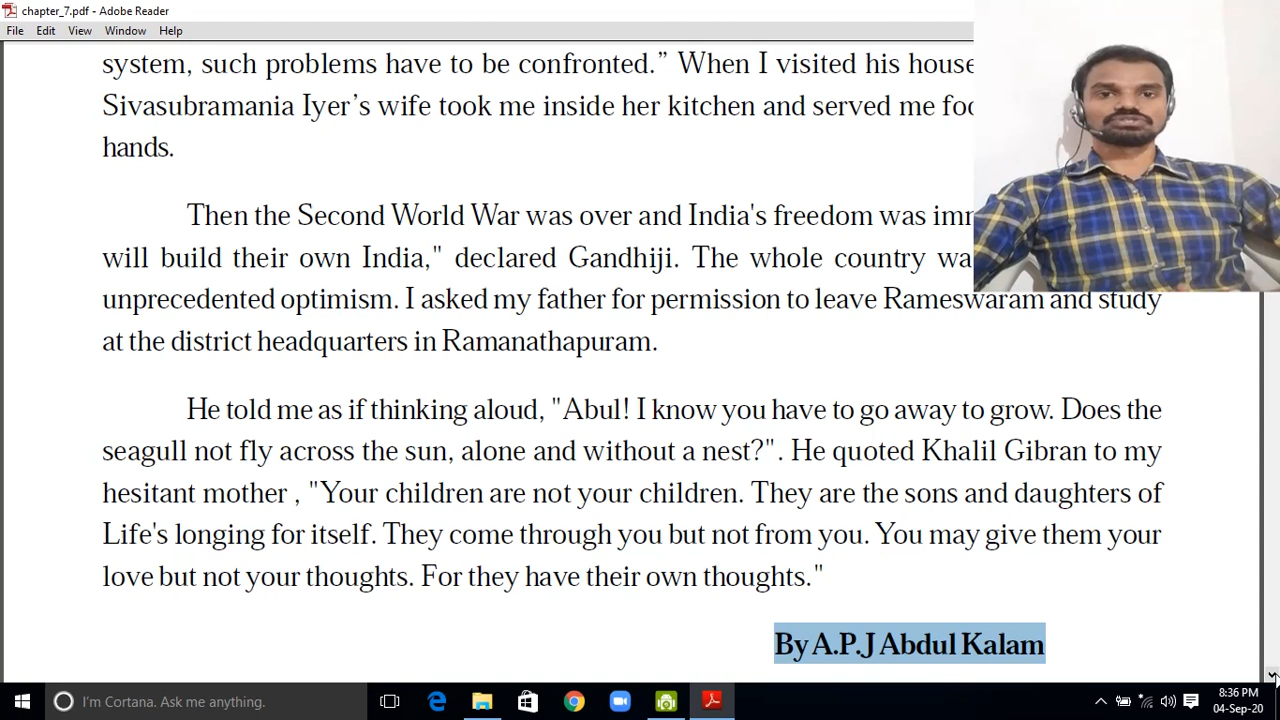 chapter_7.pdf - Adobe Reader
File Edit View Window Help
system, such problems have to be confronted.” When I visited his house
Sivasubramania Iyer’s wife took me inside her kitchen and served me
hands.
Then the Second World War was over and India's freedom was
will build their own India," declared Gandhiji. The whole country
unprecedented optimism. I asked my father for permission to leave Rameswaram and study
at the district headquarters in Ramanathapuram.
He told me as if thinking aloud, "Abul! I know you have to go away to grow. Does the
seagull not fly across the sun, alone and without a nest?". He quoted Khalil Gibran to my
hesitant mother , "Your children are not your children. They are the sons and daughters of
Life's longing for itself. They come through you but not from you. You may give them your
love but not your thoughts. For they have their own thoughts."
By A.P.J Abdul Kalam
I'm Cortana. Ask me anything.
8:36 PM
04-Sep-20